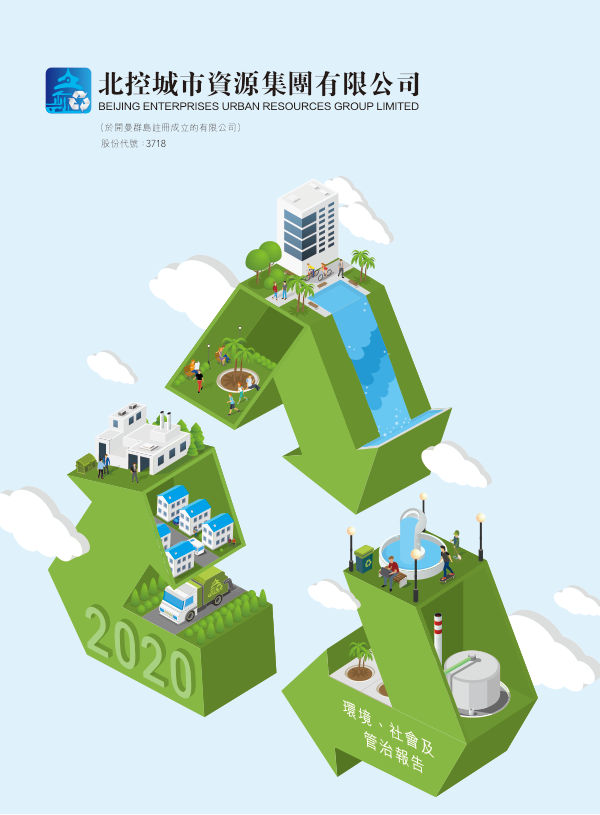 北控城市資源集團有限公司
BEIJING ENTERPRISES URBAN RESOURCES GROUP LIMITED
（於開曼群島註冊成立的有限公司）
股份代號：3718
2020
環境、社會及
管治報告